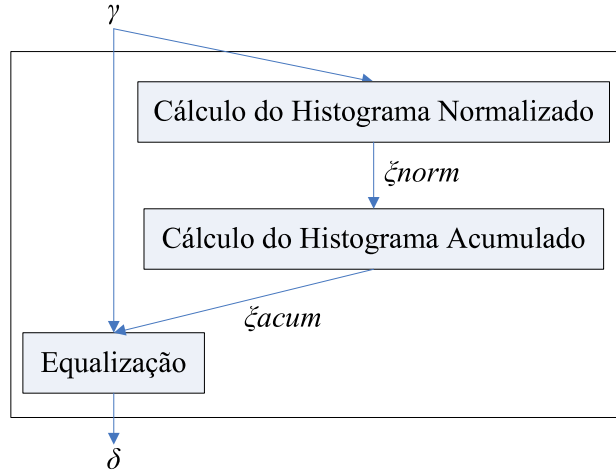 γ
Cálculo do Histograma Normalizado
ξnorm
Cálculo do Histograma Acumulado
ξacum
Equalização
δ